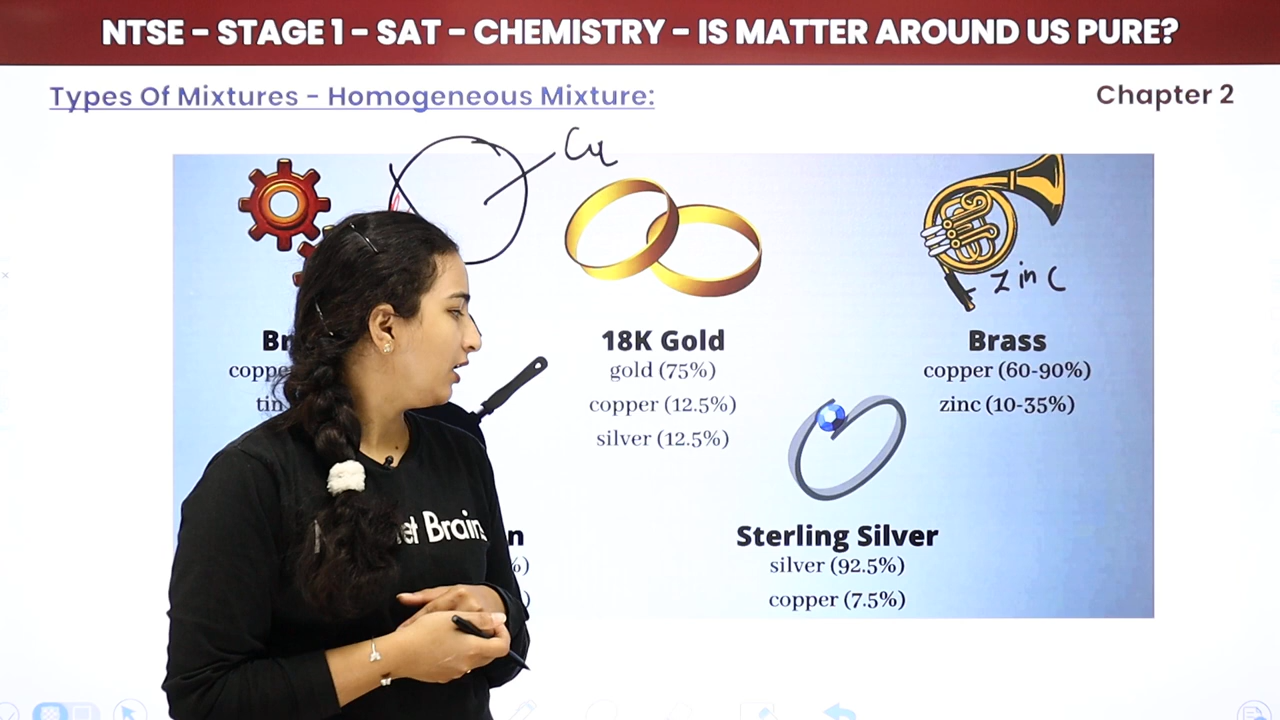 NTSE – STAGE 1 – SAT – CHEMISTRY – IS MATTER AROUND US PURE?
Types Of Mixtures – Homogeneous Mixture:
Chapter 2
Cu
zinc
18K Gold
gold (75%)
copper (12.5%)
silver (12.5%)
Brass
copper (60-90%)
zinc (10-35%)
tin
Sterling Silver
silver (92.5%)
copper (7.5%)
Brain